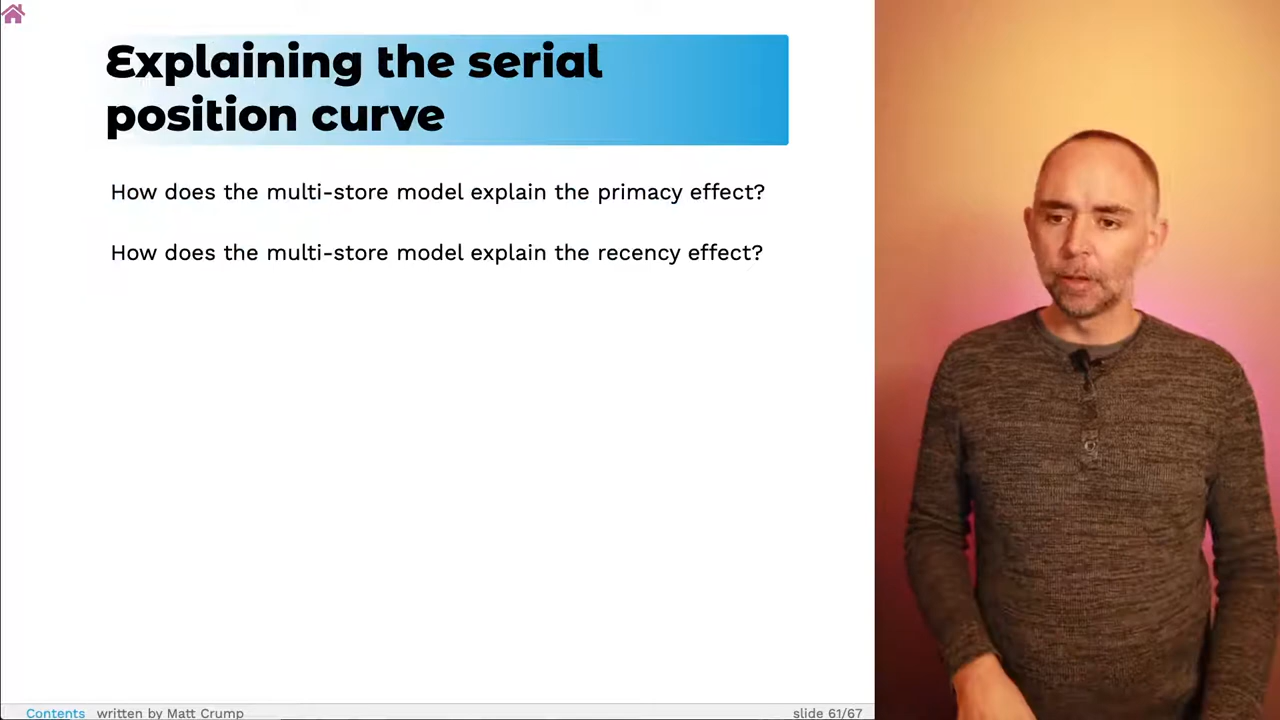 Explaining the serial
position curve
How does the multi-store model explain the primacy effect?
How does the multi-store model explain the recency effect?
Contents written by Matt Crump
slide 61/67